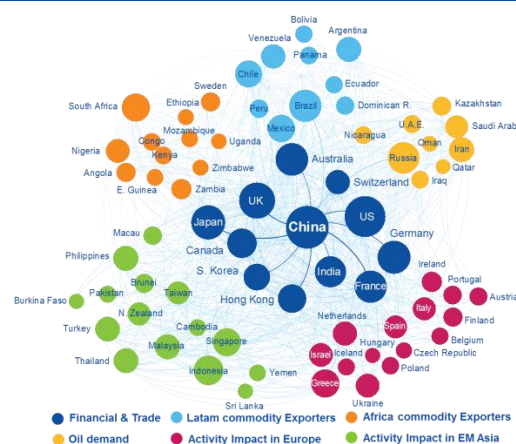 Bolivia
Argentina
Venezuela
Panama
Chile
Ecuador
Sweden
South Africa
Ethiopia
Peru
Brazil
Dominican R.
Kazakhstan
Mozambique
Mexico
Nicaragua
U.A.E.
Saudi Arab
Congo
Uganda
Oman
Iran
Nigeria
Kenya
Australia
Russia
Qatar
Angola
Zimbabwe
Switzerland
Iraq
E. Guinea
Zambia
UK
US
Japan
China
Macau
Canada
Germany
Philippines
S. Korea
India
Ireland
Portugal
Brunei
Hong Kong
France
Burkina Faso
Pakistan
Taiwan
Austria
N. Zealand
Netherlands
Italy
Finland
Turkey
Cambodia
Spain
Malaysia
Singapore
Hungary
Belgium
Thailand
Israel
Iceland
Czech Republic
Indonesia
Yemen
Greece
Poland
Sri Lanka
Ukraine
Financial & Trade
Latam commodity Exporters
Africa commodity Exporters
Oil demand
Activity Impact in Europe
Activity Impact in EM Asia